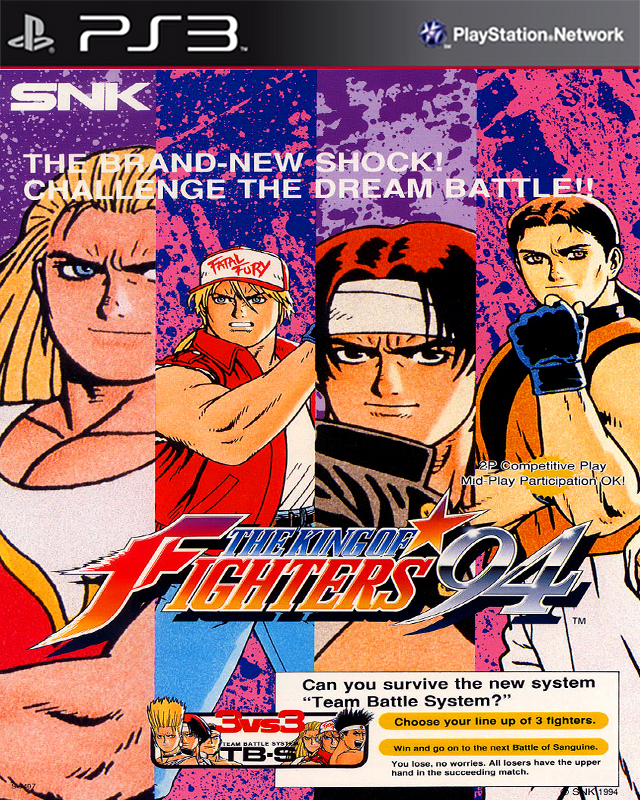 PS3
PlayStation®Network
SNK
THE BRAND-NEW SHOCK!
CHALLENGE THE DREAM BATTLE!!
FATAL
FURY
2P Competitive Play
Mid-Play Participation OK!
THE KING OF
FIGHTERS '94
TM
Can you survive the new system
“Team Battle System?”
3vs3
TEAM BATTLE SYSTEM
TB-S
Choose your line up of 3 fighters.
Win and go on to the next Battle of Sanguine.
You lose, no worries. All losers have the upper
hand in the succeeding match.
© SNK 1994